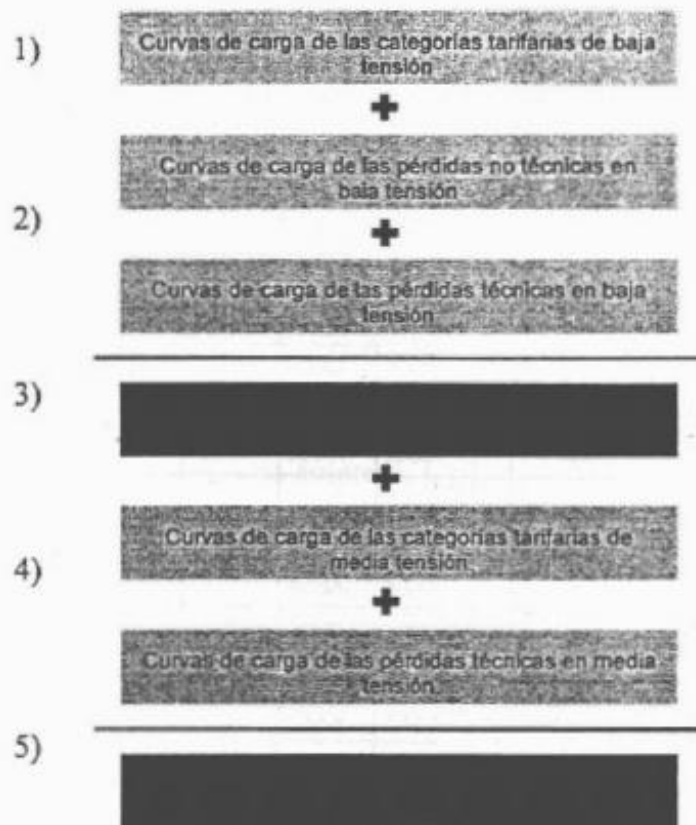 1)
Curvas de carga de las categorías tarifarias de baja
tensión
+
Curvas de carga de las pérdidas no técnicas en
baja tensión
2)
+
Curvas de carga de las pérdidas técnicas en baja
tensión
3)
+
Curvas de carga de las categorías tarifarias de
media tensión
4)
+
Curvas de carga de las pérdidas técnicas en media
tensión
5)